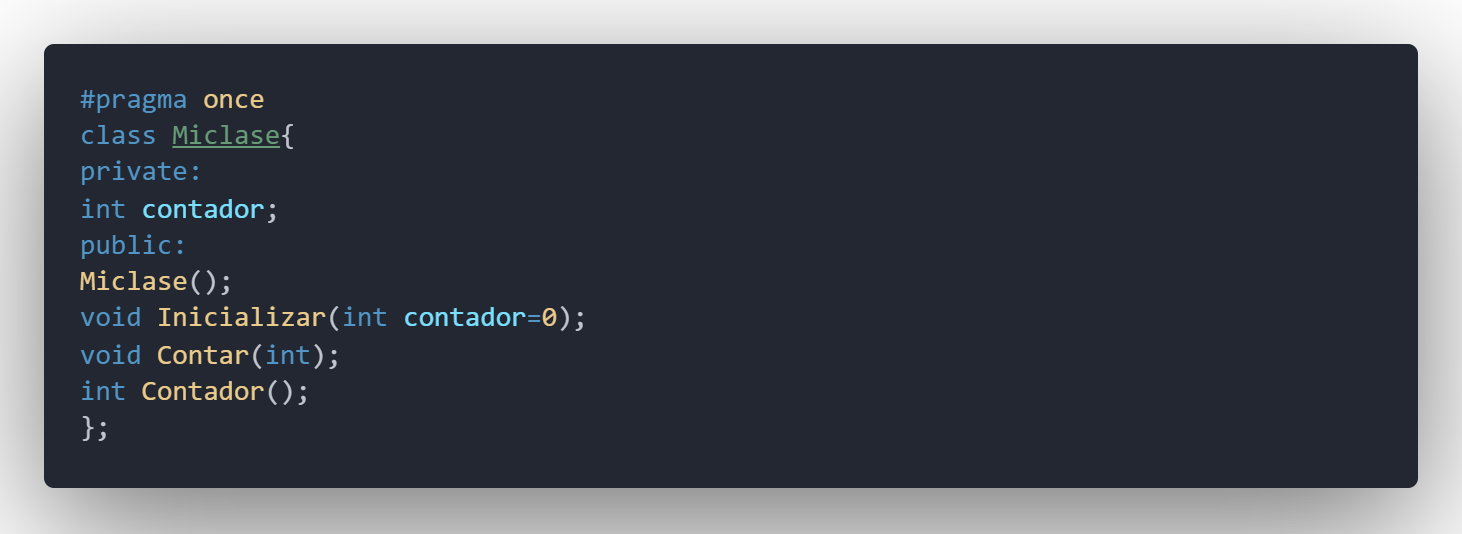 #pragma once
class Miclase{
private:
int contador;
public:
Miclase();
void Inicializar(int contador=0);
void Contar(int);
int Contador();
};